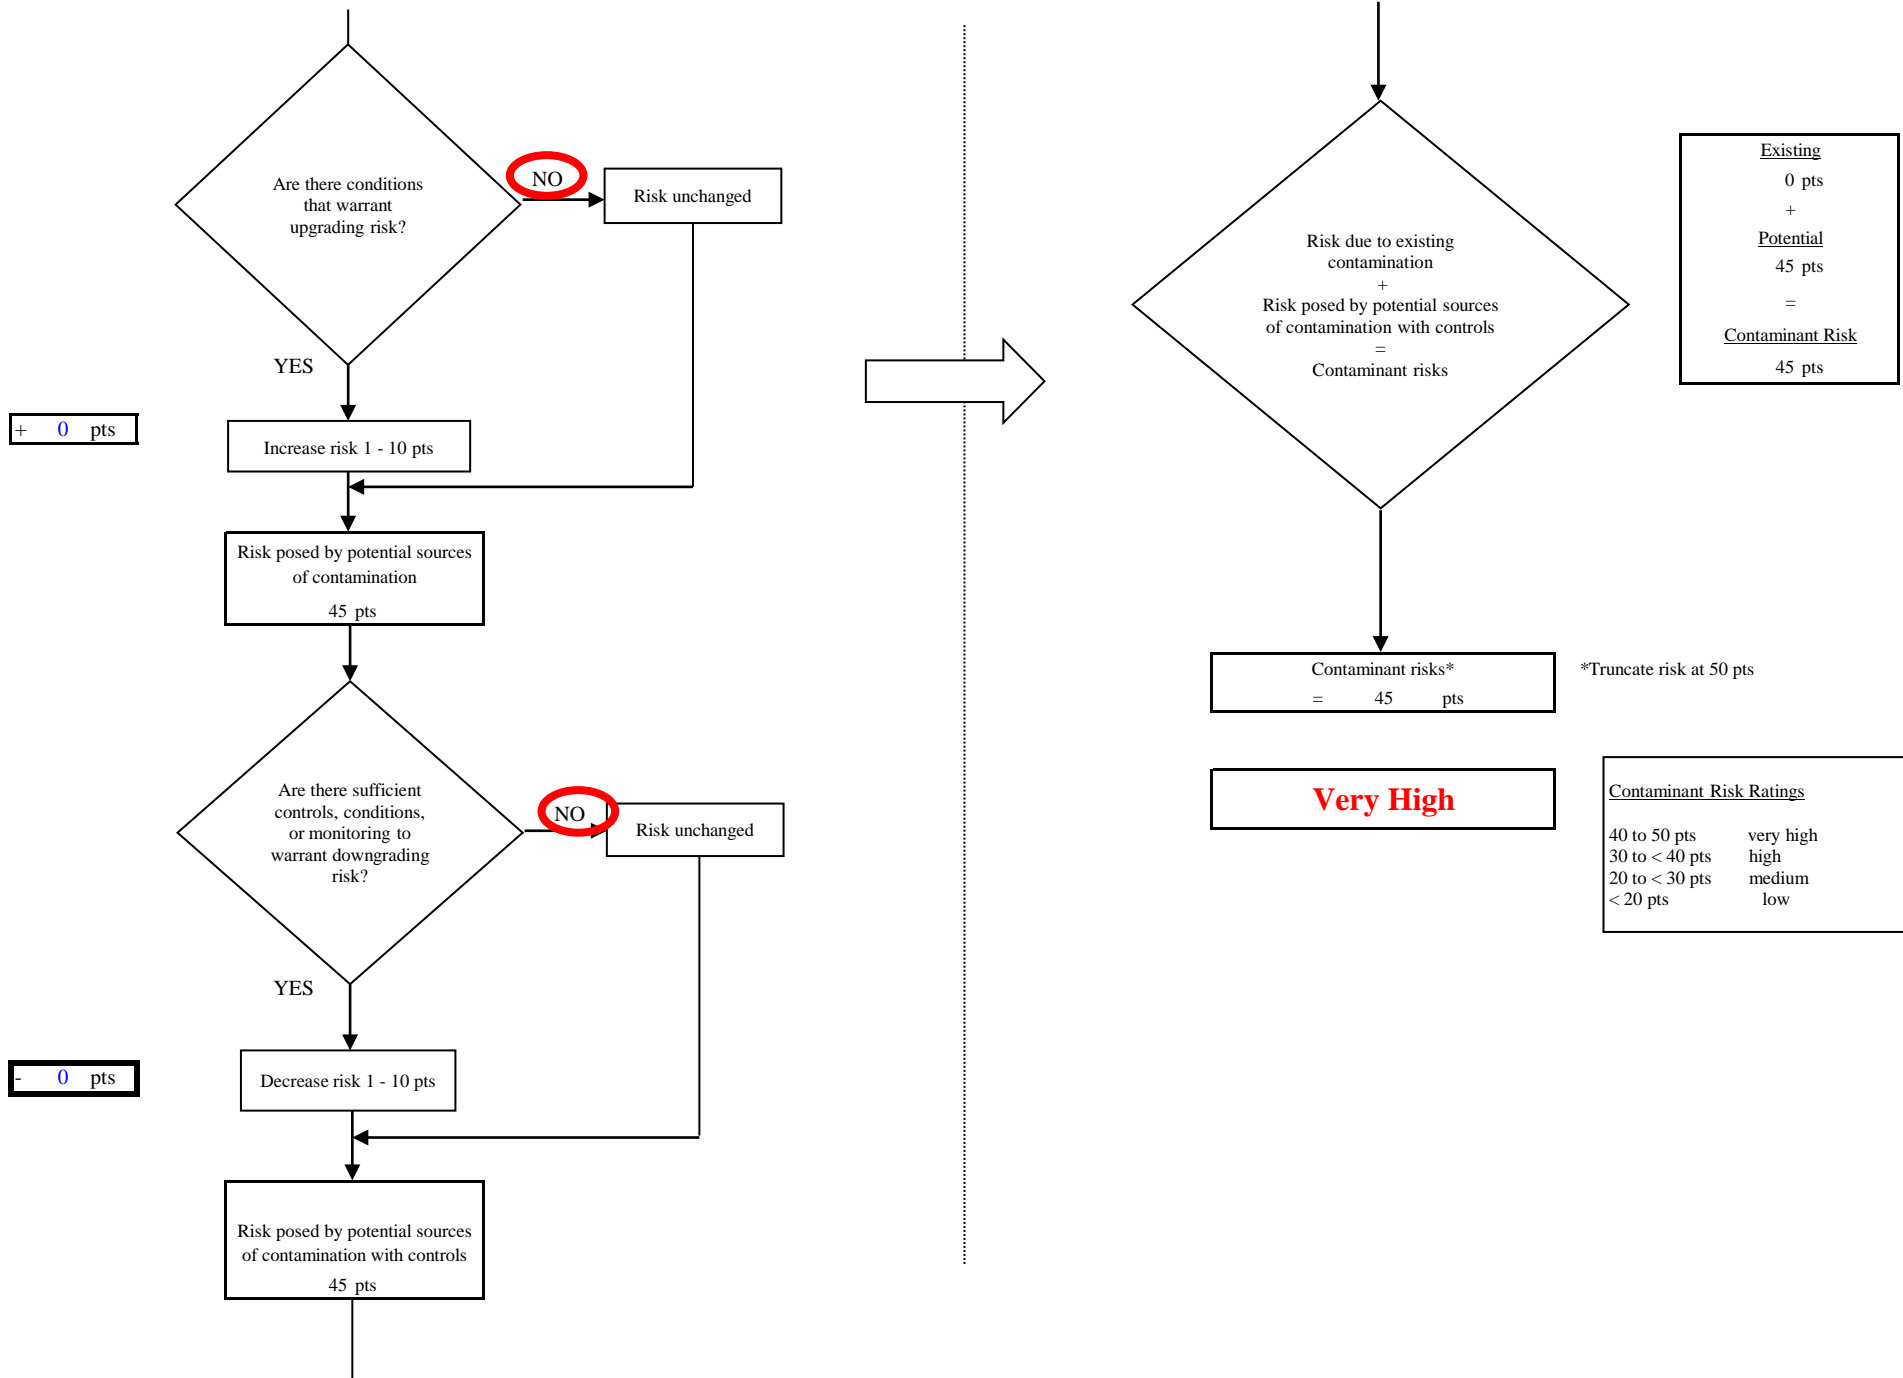 Are there conditions
that warrant
upgrading risk?
NO
Risk unchanged
YES
+ 0 pts
Increase risk 1 - 10 pts
Risk posed by potential sources
of contamination
45 pts
Are there sufficient
controls, conditions,
or monitoring to
warrant downgrading
risk?
NO
Risk unchanged
YES
- 0 pts
Decrease risk 1 - 10 pts
Risk posed by potential sources
of contamination with controls
45 pts
Risk due to existing
contamination
+
Risk posed by potential sources
of contamination with controls
=
Contaminant risks
Existing
0 pts
+
Potential
45 pts
=
Contaminant Risk
45 pts
Contaminant risks*
= 45 pts
*Truncate risk at 50 pts
Very High
Contaminant Risk Ratings
40 to 50 pts very high
30 to < 40 pts high
20 to < 30 pts medium
< 20 pts low